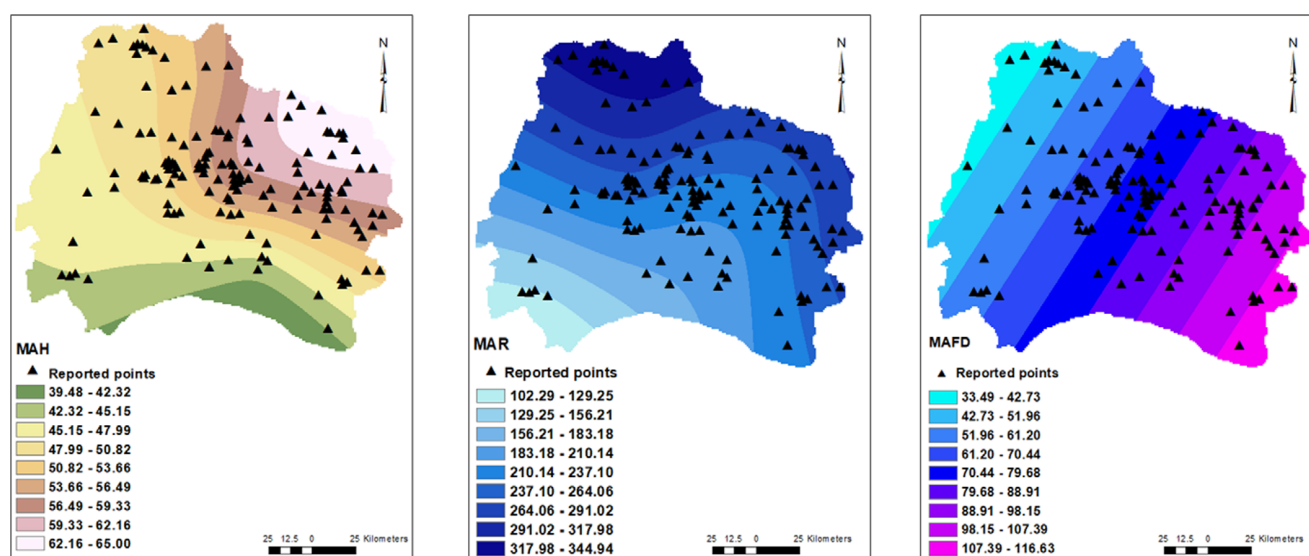 N
MAH
Reported points
39.48 - 42.32
42.32 - 45.15
45.15 - 47.99
47.99 - 50.82
50.82 - 53.66
53.66 - 56.49
56.49 - 59.33
59.33 - 62.16
62.16 - 65.00
25 12.5 0 25 Kilometers
N
MAR
Reported points
102.29 - 129.25
129.25 - 156.21
156.21 - 183.18
183.18 - 210.14
210.14 - 237.10
237.10 - 264.06
264.06 - 291.02
291.02 - 317.98
317.98 - 344.94
25 12.5 0 25 Kilometers
N
MAFD
Reported points
33.49 - 42.73
42.73 - 51.96
51.96 - 61.20
61.20 - 70.44
70.44 - 79.68
79.68 - 88.91
88.91 - 98.15
98.15 - 107.39
107.39 - 116.63
25 12.5 0 25 Kilometers